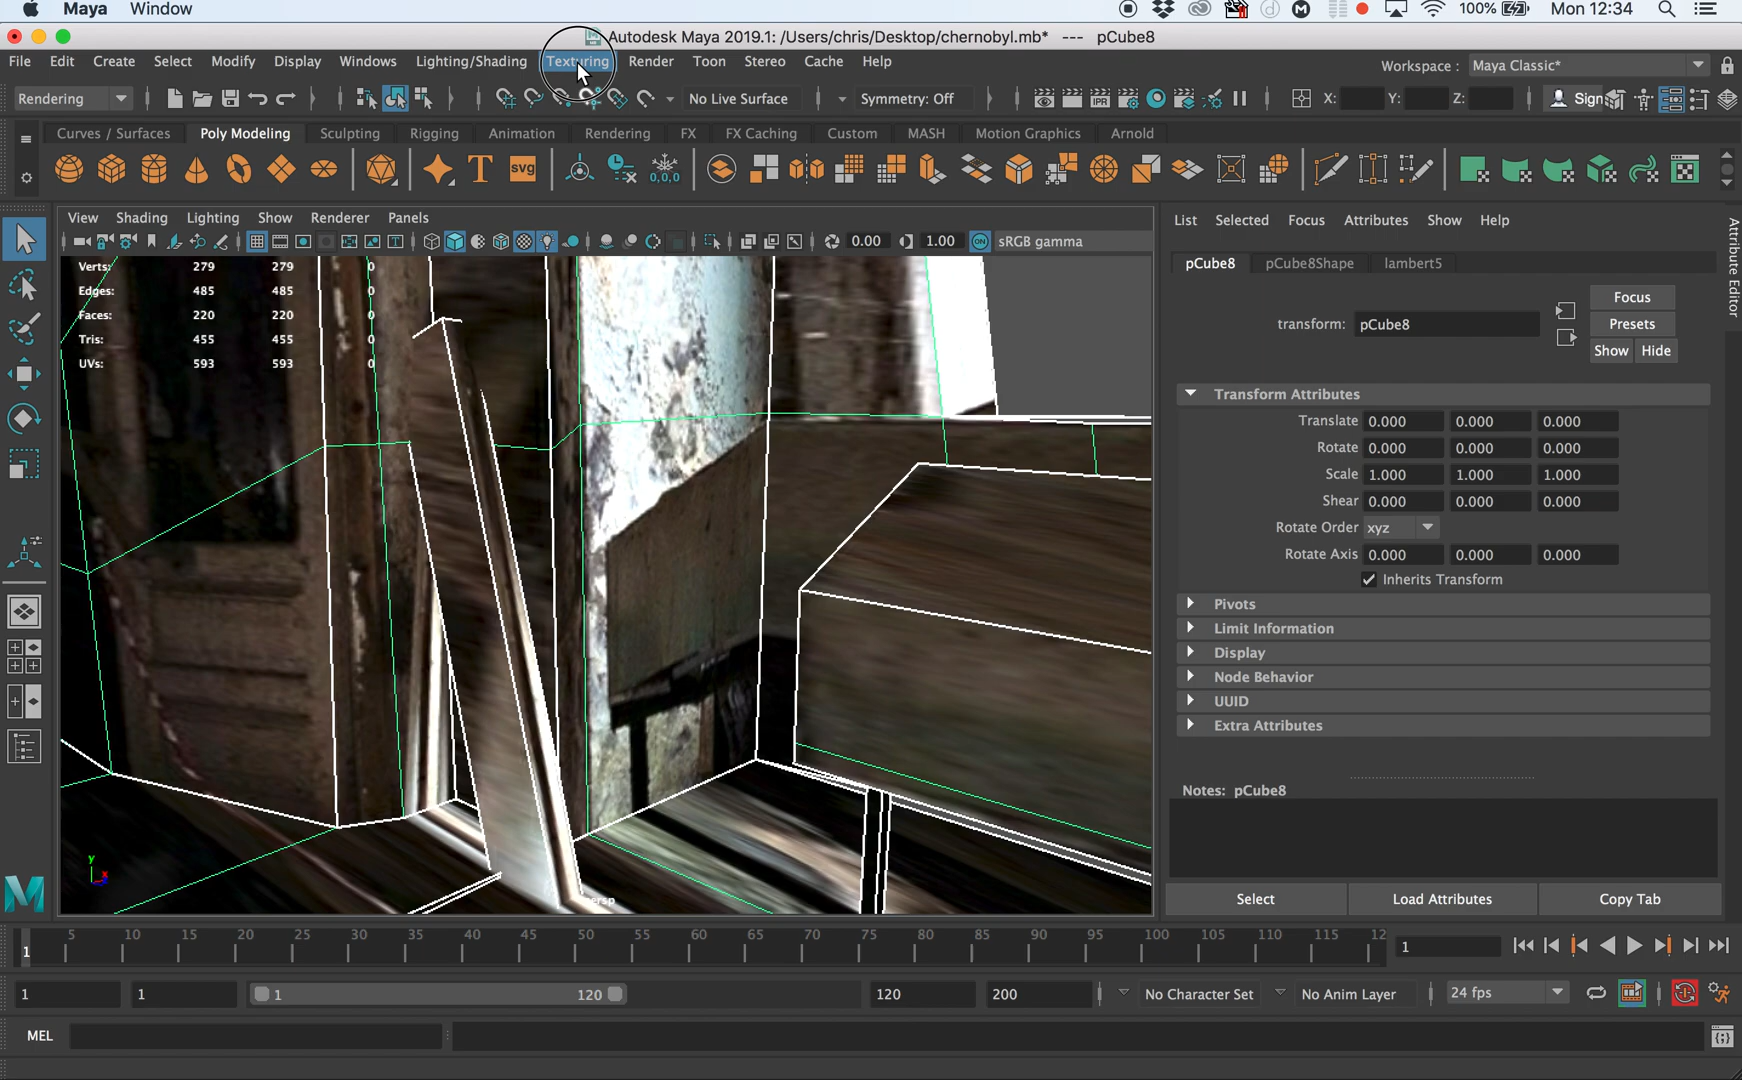 Maya Window 100% Mon 12:34
Autodesk Maya 2019.1: /Users/chris/Desktop/chernobyl.mb* --- pCube8
File Edit Create Select Modify Display Windows Lighting/Shading Texturing Render Toon Stereo Cache Help Workspace : Maya Classic*
Rendering No Live Surface Symmetry: Off X: Y: Z: Sign
Curves / Surfaces Poly Modeling Sculpting Rigging Animation Rendering FX FX Caching Custom MASH Motion Graphics Arnold
T svg 0,0,0
View Shading Lighting Show Renderer Panels
0.00 1.00 ON sRGB gamma
Verts: 279 279 0
Edges: 485 485 0
Faces: 220 220 0
Tris: 455 455 0
UVs: 593 593 0
y
x
persp
List Selected Focus Attributes Show Help
pCube8 pCube8Shape lambert5
Focus
transform: pCube8 Presets
Show Hide
Transform Attributes
Translate 0.000 0.000 0.000
Rotate 0.000 0.000 0.000
Scale 1.000 1.000 1.000
Shear 0.000 0.000 0.000
Rotate Order xyz
Rotate Axis 0.000 0.000 0.000
Inherits Transform
Pivots
Limit Information
Display
Node Behavior
UUID
Extra Attributes
Notes: pCube8
Select Load Attributes Copy Tab
Attribute Editor
1 5 10 15 20 25 30 35 40 45 50 55 60 65 70 75 80 85 90 95 100 105 110 115 12 1
1 1 1 120 120 200 No Character Set No Anim Layer 24 fps
MEL